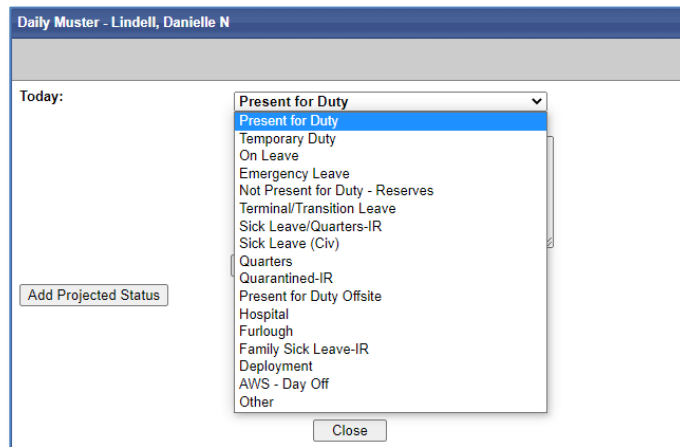 Daily Muster - Lindell, Danielle N
Today:
Present for Duty
Present for Duty
Temporary Duty
On Leave
Emergency Leave
Not Present for Duty - Reserves
Terminal/Transition Leave
Sick Leave/Quarters-IR
Sick Leave (Civ)
Quarters
Quarantined-IR
Add Projected Status
Present for Duty Offsite
Hospital
Furlough
Family Sick Leave-IR
Deployment
AWS - Day Off
Other
Close